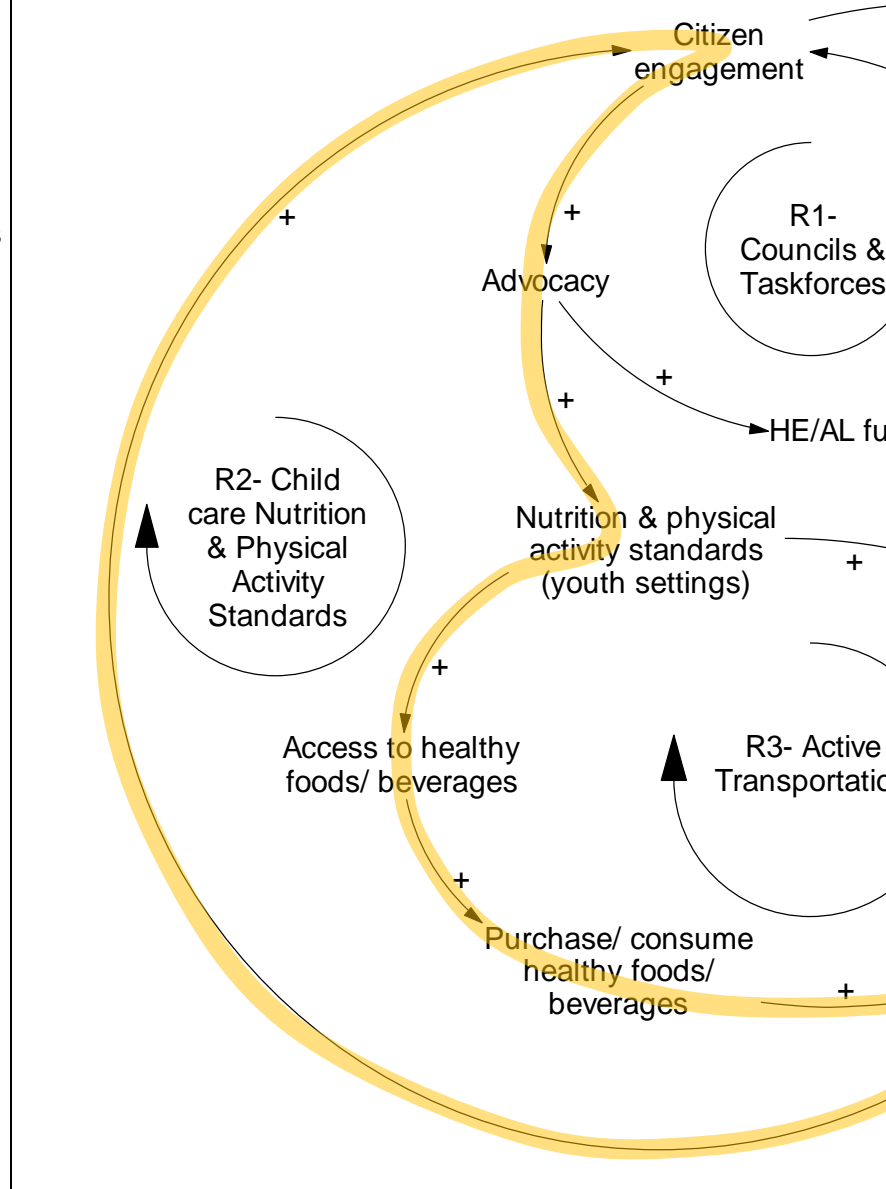 Citizen
engagement
+
+
R1-
Councils &
Taskforces
Advocacy
+
+
HE/AL fu
R2- Child
care Nutrition
& Physical
Activity
Standards
Nutrition & physical
activity standards
(youth settings)
+
+
Access to healthy
foods/ beverages
R3- Active
Transportatio
+
Purchase/ consume
healthy foods/
beverages
+